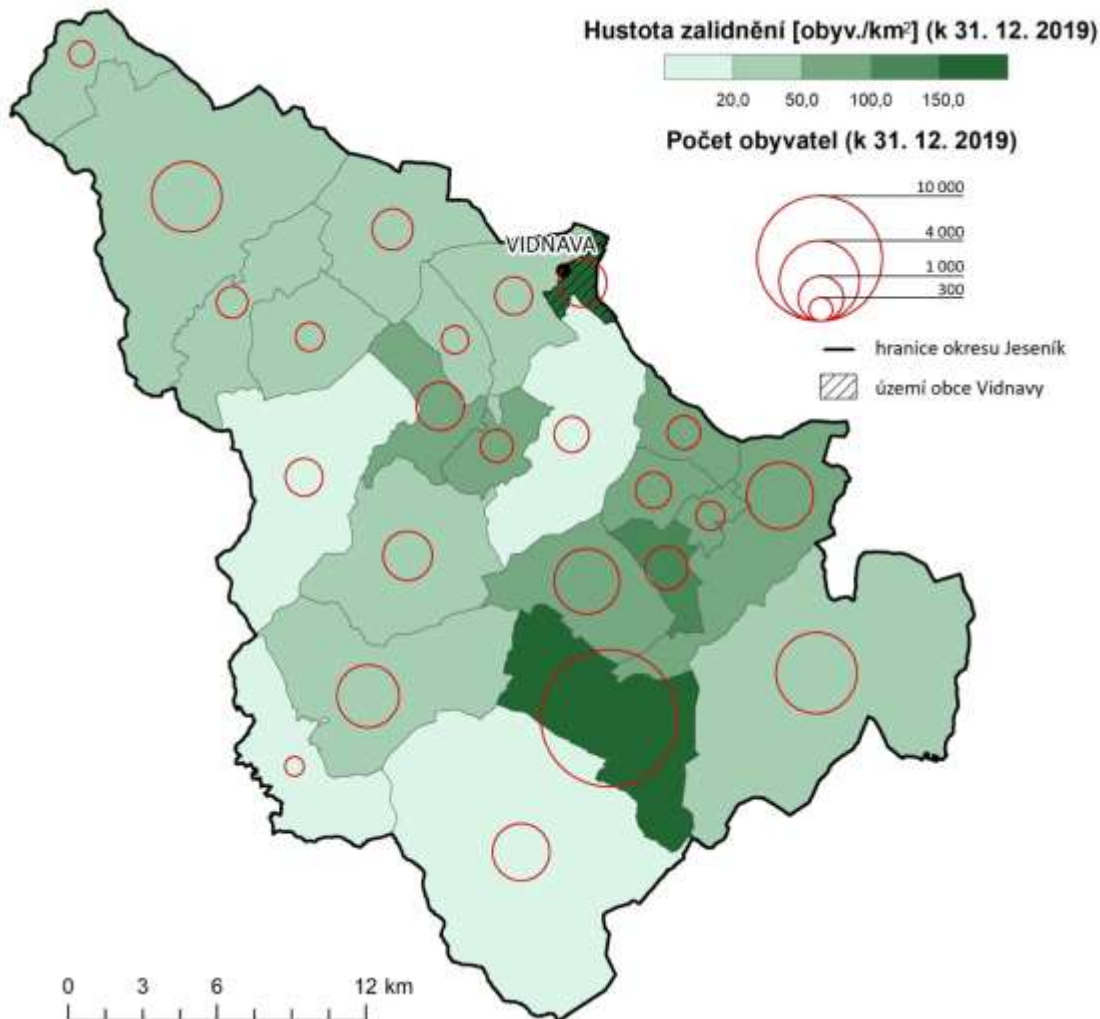 Hustota zalidnění [obyv./km²] (k 31. 12. 2019)
20,0 50,0 100,0 150,0
Počet obyvatel (k 31. 12. 2019)
10 000
4 000
1 000
300
VIDNAVA
hranice okresu Jeseník
území obce Vidnavy
0 3 6 12 km